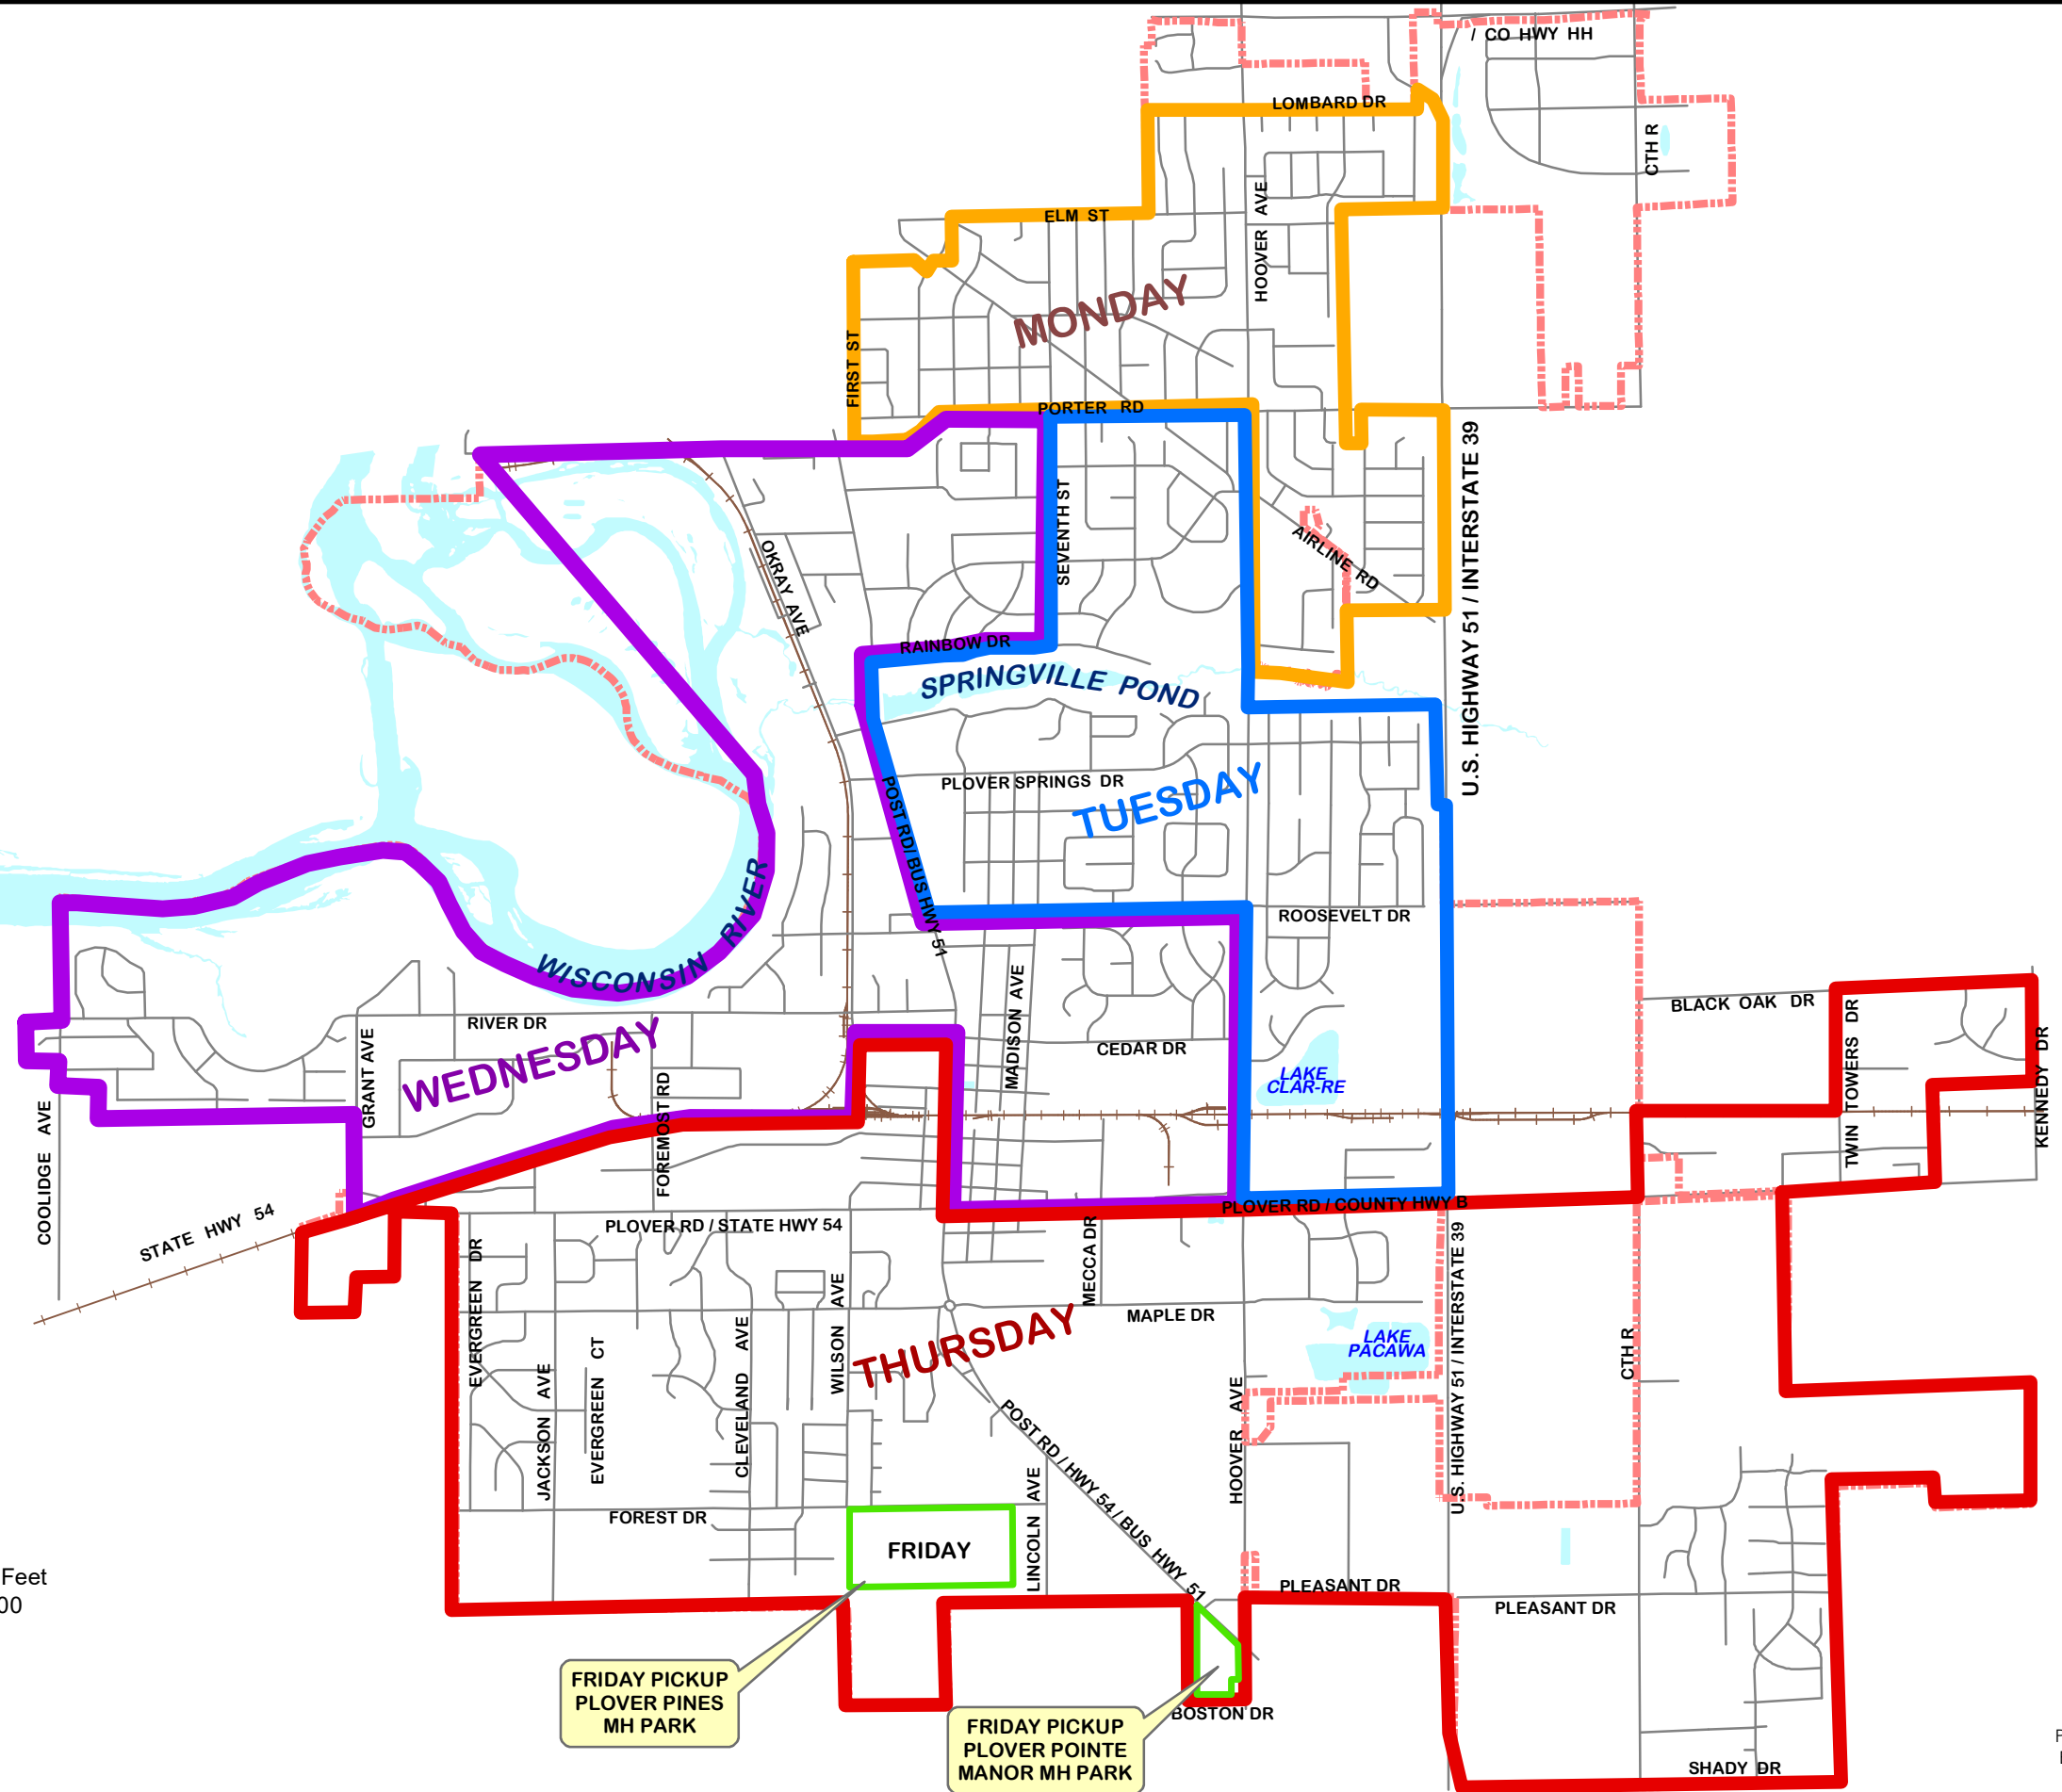 / CO HWY HH
LOMBARD DR
CTH R
ELM ST
HOOVER AVE
MONDAY
FIRST ST
PORTER RD
SEVENTH ST
AIRLINE RD
U.S. HIGHWAY 51 / INTERSTATE 39
OKRAY AVE
RAINBOW DR
SPRINGVILLE POND
PLOVER SPRINGS DR
TUESDAY
POST RD/ BUS HWY 54
ROOSEVELT DR
WISCONSIN RIVER
MADISON AVE
BLACK OAK DR
TWIN TOWERS DR
KENNEDY DR
RIVER DR
GRANT AVE
WEDNESDAY
FOREMOST RD
CEDAR DR
LAKE
CLAR-RE
COOLIDGE AVE
STATE HWY 54
PLOVER RD / STATE HWY 54
PLOVER RD / COUNTY HWY B
MECCA DR
EVERGREEN DR
WILSON AVE
MAPLE DR
THURSDAY
LAKE
PACAWA
U.S. HIGHWAY 51 / INTERSTATE 39
CTH R
JACKSON AVE
EVERGREEN CT
CLEVELAND AVE
POST RD / HWY 54 / BUS HWY 51
HOOVER AVE
FOREST DR
FRIDAY
LINCOLN AVE
PLEASANT DR
PLEASANT DR
Feet
00
FRIDAY PICKUP
PLOVER PINES
MH PARK
FRIDAY PICKUP
PLOVER POINTE
MANOR MH PARK
BOSTON DR
SHADY DR